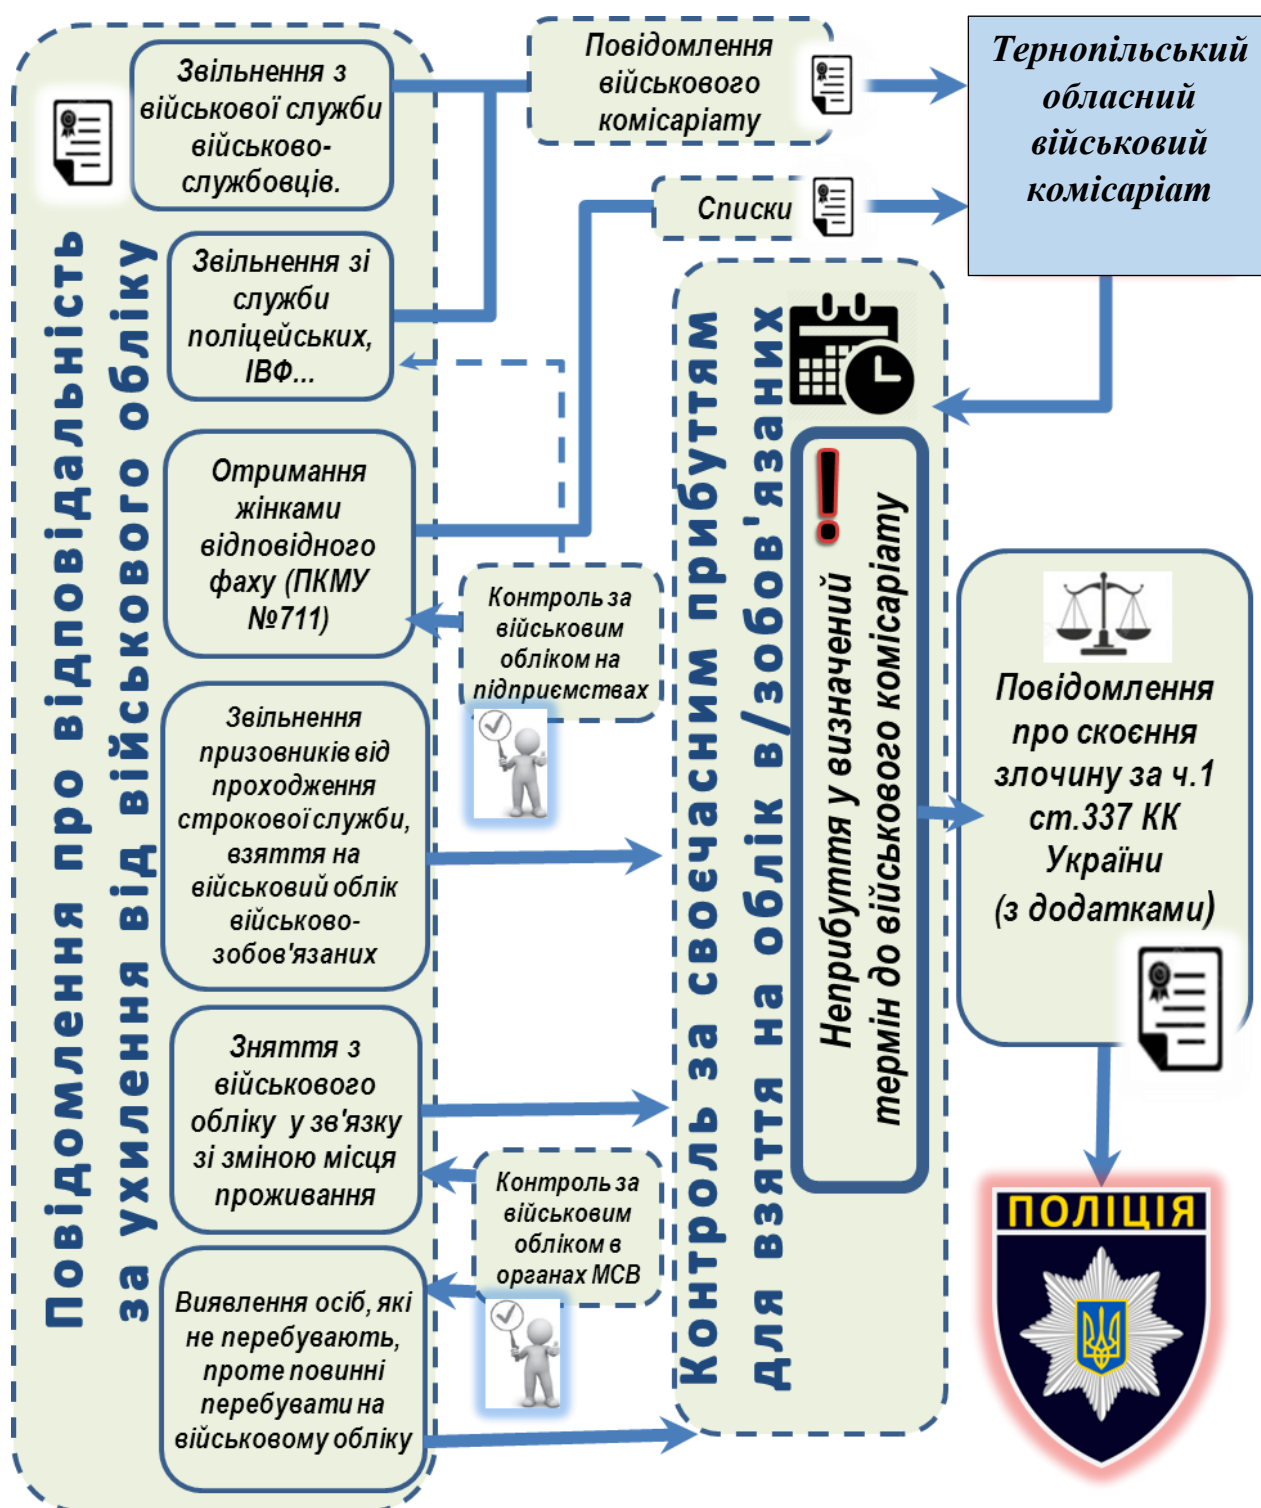 Повідомлення про відповідальність
за ухилення від військового обліку
Звільнення з
військової служби
військово-
службовців.
Звільнення зі
служби
поліцейських,
ІВФ...
Отримання
жінками
відповідного
фаху (ПКМУ
№711)
Звільнення
призовників від
проходження
строкової служби,
взяття на
військовий облік
військово-
зобов'язаних
Зняття з
військового
обліку у зв'язку
зі зміною місця
проживання
Виявлення осіб, які
не перебувають,
проте повинні
перебувати на
військовому обліку
Повідомлення
військового
комісаріату
Списки
Контроль за
військовим
обліком на
підприємствах
Контроль за
військовим
обліком в
органах МСВ
Тернопільський
обласний
військовий
комісаріат
Контроль за своєчасним прибуттям
для взяття на облік в/зобов'язаних
!
Неприбуття у визначений
термін до військового комісаріату
Повідомлення
про скоєння
злочину за ч.1
ст.337 КК
України
(з додатками)
ПОЛІЦІЯ